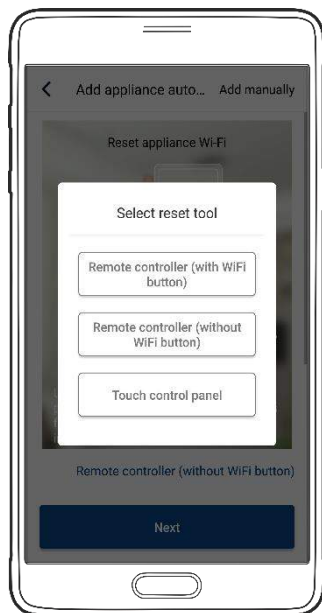 Add appliance auto... Add manually
Reset appliance Wi-Fi
Select reset tool
Remote controller (with WiFi
button)
Remote controller (without
WiFi button)
Touch control panel
Remote controller (without WiFi button)
Next